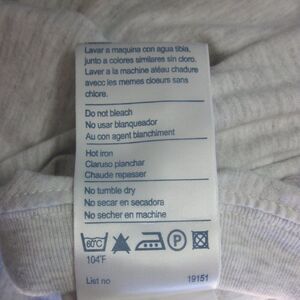 Lavar a maquina con agua tibia,
junto a colores similares sin cloro.
Lavar a la machine atéau chadure
avecc les memes cloeurs sans
chlore.
Do not bleach
No usar blanqueador
Au con agent blanchiment
Hot iron
Claruso planchar
Chaude repasser
No tumble dry
No secar en secadora
No secher en machine
60°C
P
104°F
List no 19151